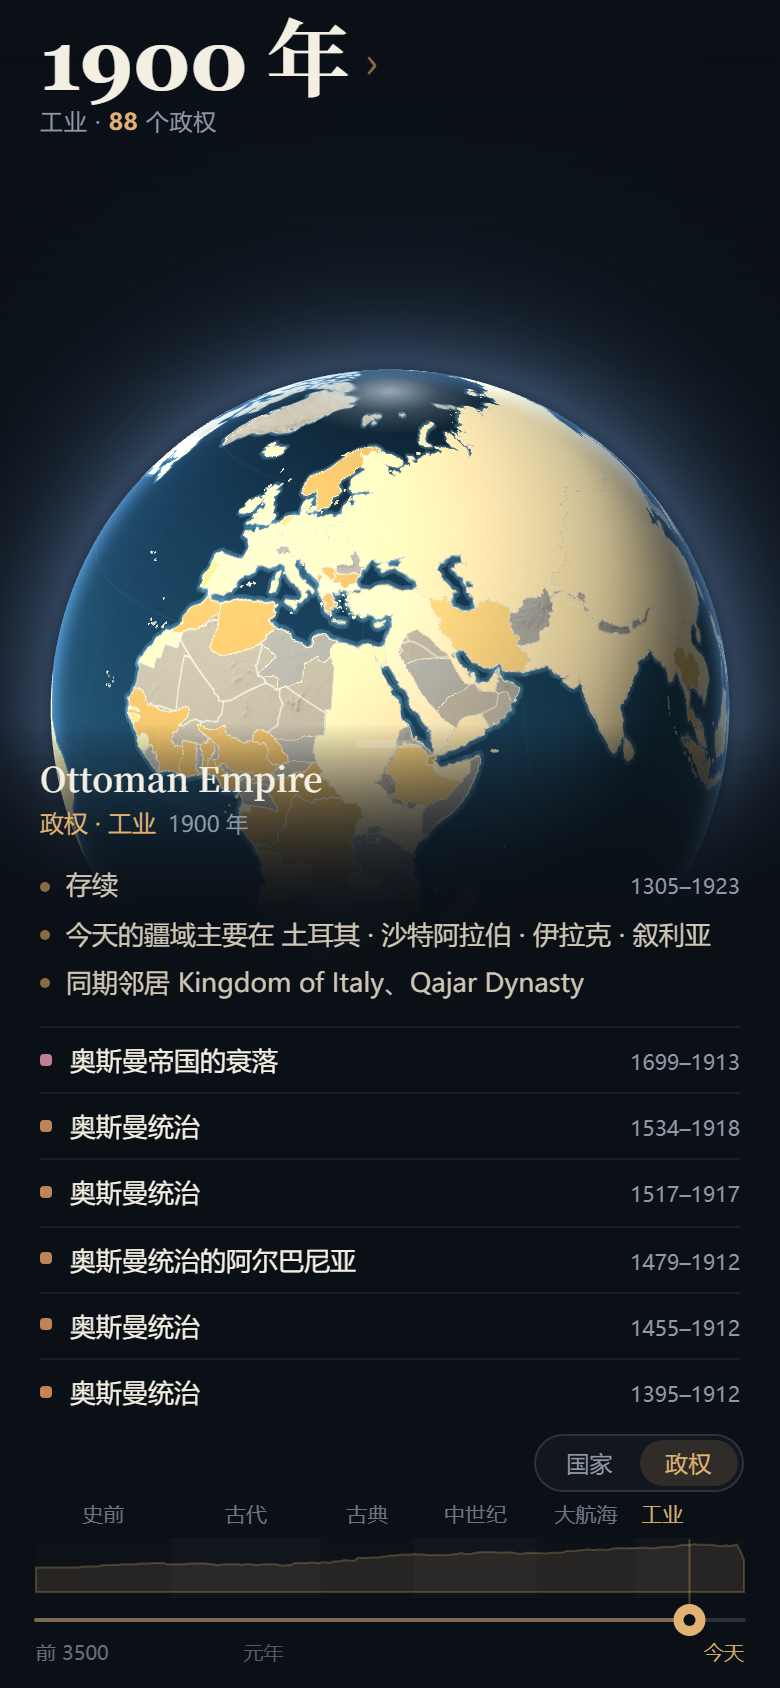 1900 年 ›
工业 · 88 个政权
Ottoman Empire
政权 · 工业 1900 年
存续 1305–1923
今天的疆域主要在 土耳其 · 沙特阿拉伯 · 伊拉克 · 叙利亚
同期邻居 Kingdom of Italy、Qajar Dynasty
奥斯曼帝国的衰落 1699–1913
奥斯曼统治 1534–1918
奥斯曼统治 1517–1917
奥斯曼统治的阿尔巴尼亚 1479–1912
奥斯曼统治 1455–1912
奥斯曼统治 1395–1912
国家 政权
史前 古代 古典 中世纪 大航海 工业
前 3500 元年 今天